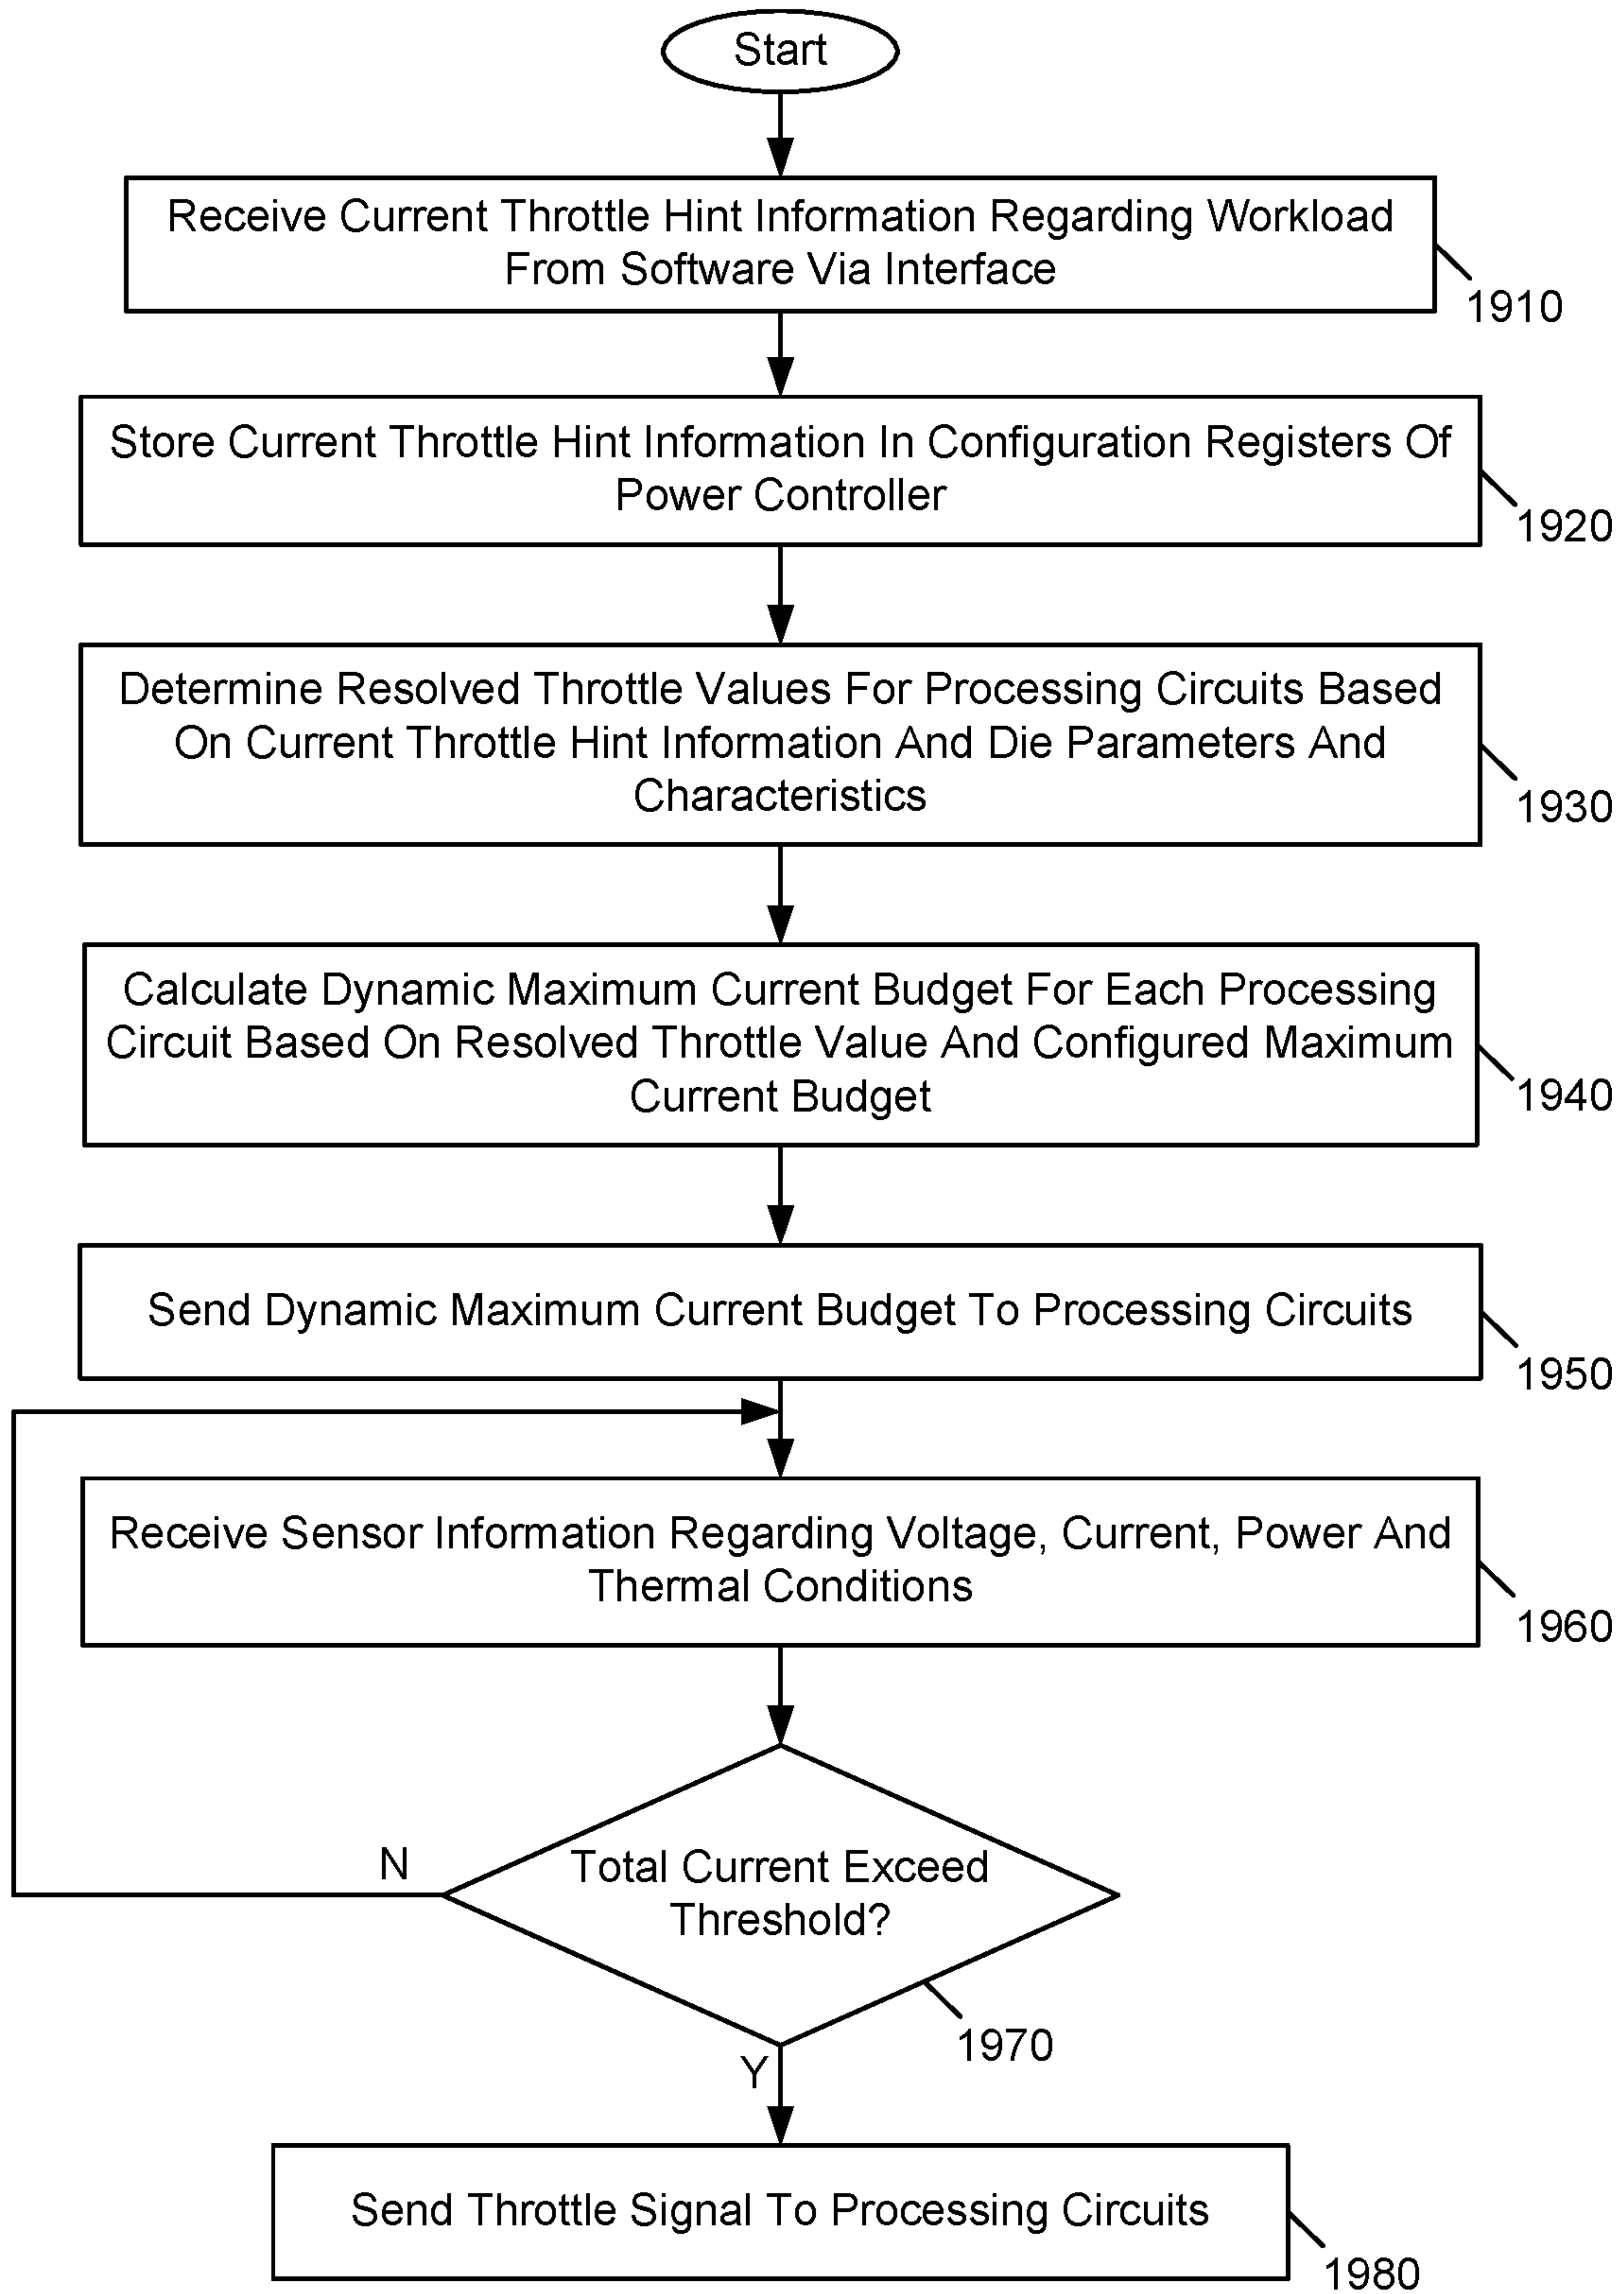 Start
Receive Current Throttle Hint Information Regarding Workload
From Software Via Interface
1910
Store Current Throttle Hint Information In Configuration Registers Of
Power Controller
1920
Determine Resolved Throttle Values For Processing Circuits Based
On Current Throttle Hint Information And Die Parameters And
Characteristics
1930
Calculate Dynamic Maximum Current Budget For Each Processing
Circuit Based On Resolved Throttle Value And Configured Maximum
Current Budget
1940
Send Dynamic Maximum Current Budget To Processing Circuits
1950
Receive Sensor Information Regarding Voltage, Current, Power And
Thermal Conditions
1960
N
Total Current Exceed
Threshold?
1970
Y
Send Throttle Signal To Processing Circuits
1980